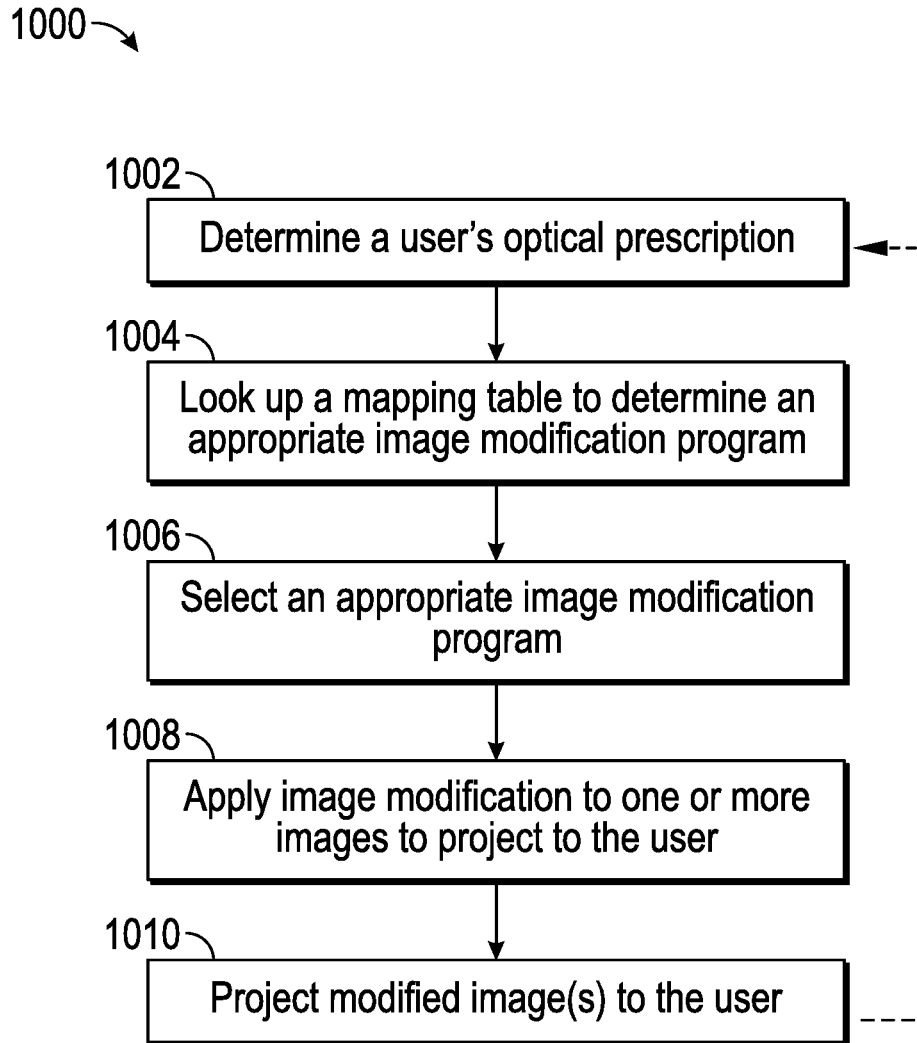 1000
1002
Determine a user's optical prescription
1004
Look up a mapping table to determine an
appropriate image modification program
1006
Select an appropriate image modification
program
1008
Apply image modification to one or more
images to project to the user
1010
Project modified image(s) to the user